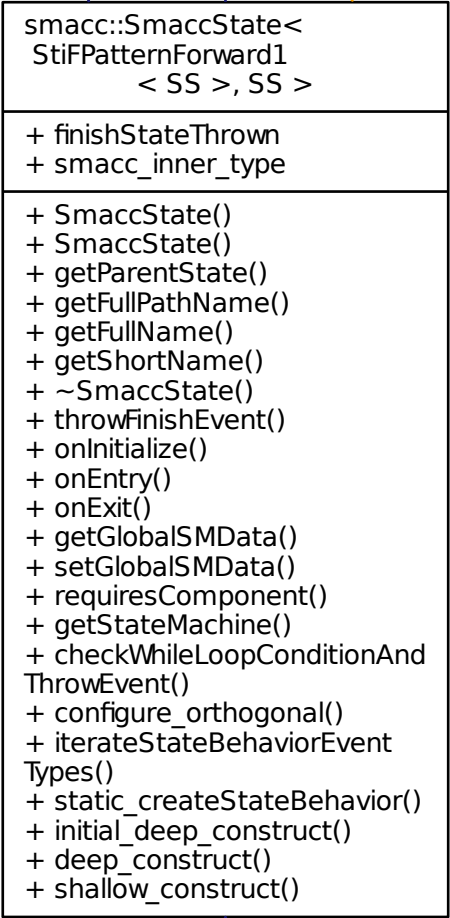 smacc::SmaccState<
StiFPatternForward1
< SS >, SS >
+ finishStateThrown
+ smacc_inner_type
+ SmaccState()
+ SmaccState()
+ getParentState()
+ getFullPathName()
+ getFullName()
+ getShortName()
+ ~SmaccState()
+ throwFinishEvent()
+ onInitialize()
+ onEntry()
+ onExit()
+ getGlobalSMData()
+ setGlobalSMData()
+ requiresComponent()
+ getStateMachine()
+ checkWhileLoopConditionAnd
ThrowEvent()
+ configure_orthogonal()
+ iterateStateBehaviorEvent
Types()
+ static_createStateBehavior()
+ initial_deep_construct()
+ deep_construct()
+ shallow_construct()